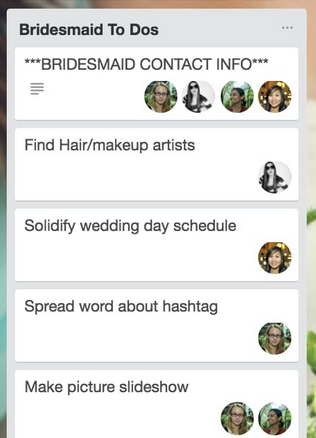 Bridesmaid To Dos
***BRIDESMAID CONTACT INFO***
Find Hair/makeup artists
Solidify wedding day schedule
Spread word about hashtag
Make picture slideshow